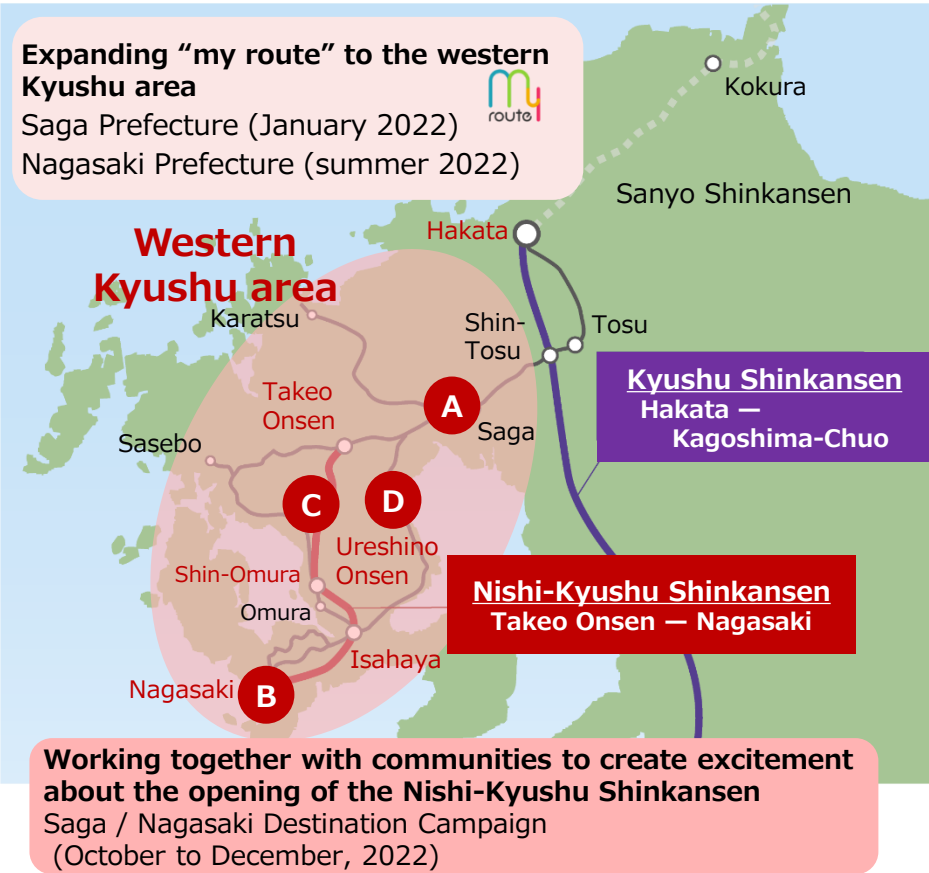 Expanding “my route” to the western
Kyushu area
Saga Prefecture (January 2022)
Nagasaki Prefecture (summer 2022)
my
route
Kokura
Sanyo Shinkansen
Hakata
Western
Kyushu area
Karatsu
Shin-
Tosu
Tosu
Kyushu Shinkansen
Hakata —
Kagoshima-Chuo
Takeo
Onsen
A
Saga
Sasebo
C
D
Ureshino
Onsen
Shin-Omura
Omura
Nishi-Kyushu Shinkansen
Takeo Onsen — Nagasaki
Isahaya
Nagasaki
B
Working together with communities to create excitement
about the opening of the Nishi-Kyushu Shinkansen
Saga / Nagasaki Destination Campaign
(October to December, 2022)